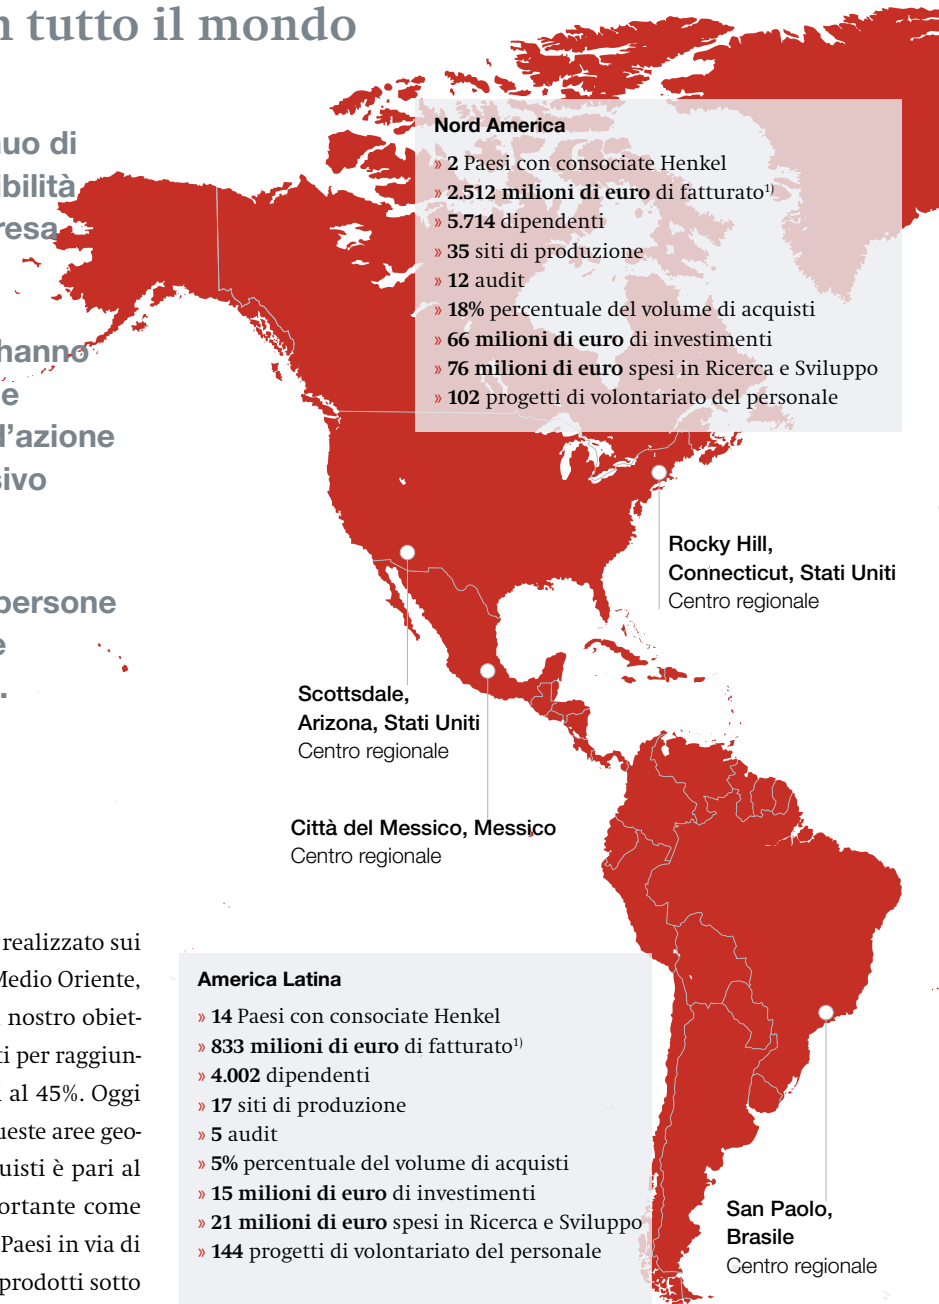 n tutto il mondo
uo di
ibilità
resa
hanno
e
d’azione
sivo
persone
e
.
Nord America
» 2 Paesi con consociate Henkel
» 2.512 milioni di euro di fatturato1)
» 5.714 dipendenti
» 35 siti di produzione
» 12 audit
» 18% percentuale del volume di acquisti
» 66 milioni di euro di investimenti
» 76 milioni di euro spesi in Ricerca e Sviluppo
» 102 progetti di volontariato del personale
Rocky Hill,
Connecticut, Stati Uniti
Centro regionale
Scottsdale,
Arizona, Stati Uniti
Centro regionale
Città del Messico, Messico
Centro regionale
realizzato sui
Medio Oriente,
nostro obiet-
ti per raggiun-
i al 45%. Oggi
ueste aree geo-
uisti è pari al
ortante come
Paesi in via di
prodotti sotto
America Latina
» 14 Paesi con consociate Henkel
» 833 milioni di euro di fatturato1)
» 4.002 dipendenti
» 17 siti di produzione
» 5 audit
» 5% percentuale del volume di acquisti
» 15 milioni di euro di investimenti
» 21 milioni di euro spesi in Ricerca e Sviluppo
» 144 progetti di volontariato del personale
San Paolo,
Brasile
Centro regionale